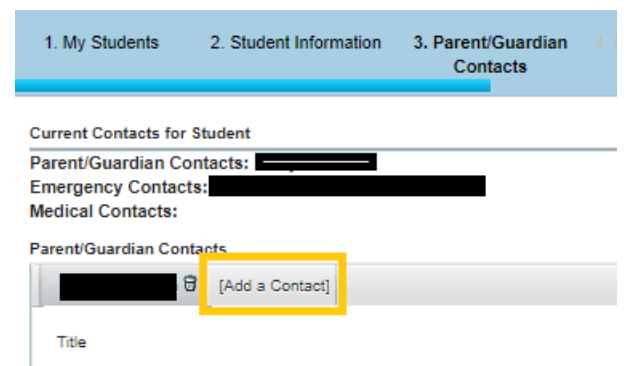 1. My Students 2. Student Information 3. Parent/Guardian Contacts
Current Contacts for Student
Parent/Guardian Contacts:
Emergency Contacts:
Medical Contacts:
Parent/Guardian Contacts
[Add a Contact]
Title